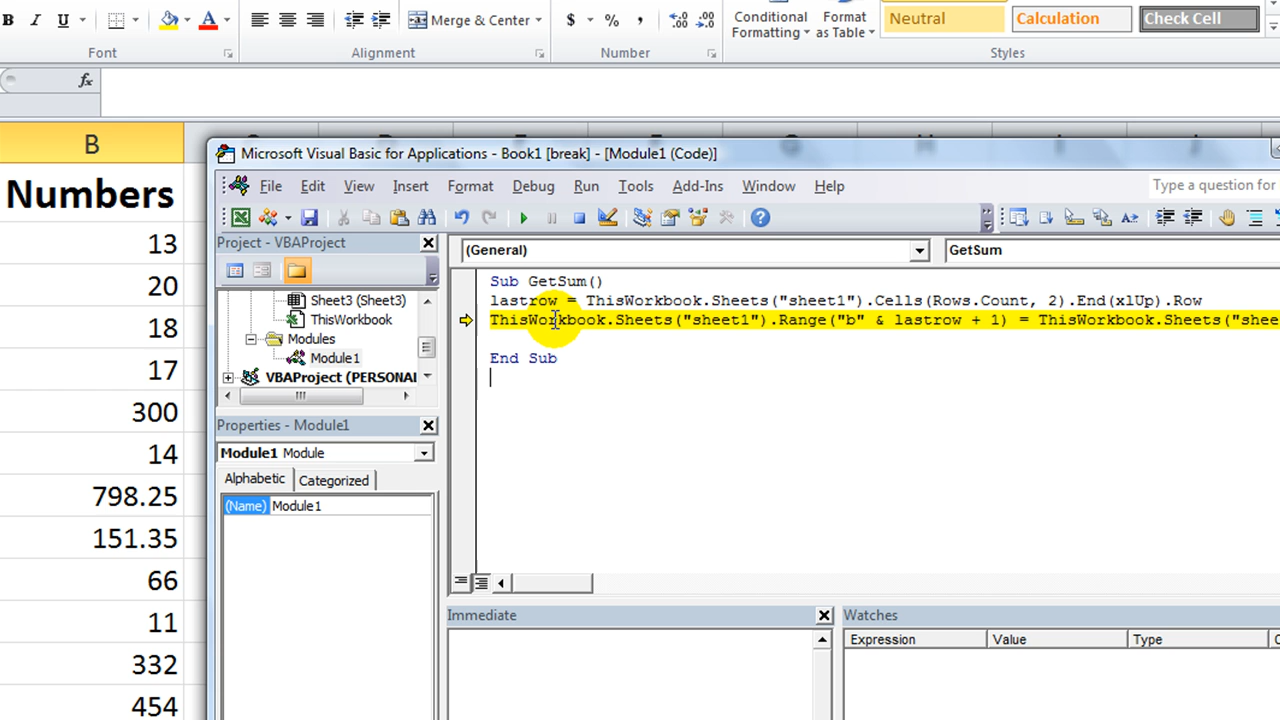 B I U A Merge & Center $ % , .0 .00 .00 .0 Conditional Formatting Format as Table Neutral Calculation Check Cell
Font Alignment Number Styles
fx
B
Numbers
13
20
18
17
300
14
798.25
151.35
66
11
332
454
Microsoft Visual Basic for Applications - Book1 [break] - [Module1 (Code)]
File Edit View Insert Format Debug Run Tools Add-Ins Window Help
Type a question for
Project - VBAProject
Sheet3 (Sheet3)
ThisWorkbook
Modules
Module1
VBAProject (PERSONAL
Properties - Module1
Module1 Module
Alphabetic Categorized
(Name) Module1
(General) GetSum
Sub GetSum()
lastrow = ThisWorkbook.Sheets("sheet1").Cells(Rows.Count, 2).End(xlUp).Row
ThisWorkbook.Sheets("sheet1").Range("b" & lastrow + 1) = ThisWorkbook.Sheets("shee
End Sub
Immediate
Watches
Expression Value Type